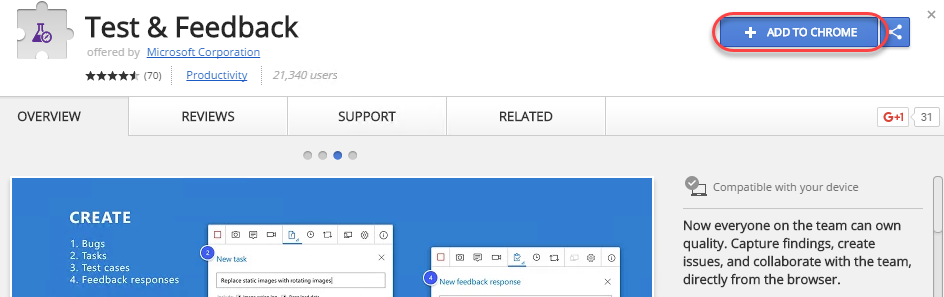 Test & Feedback
offered by Microsoft Corporation
(70) Productivity 21,340 users
+ ADD TO CHROME
OVERVIEW REVIEWS SUPPORT RELATED
G+1 31
CREATE
1. Bugs
2. Tasks
3. Test cases
4. Feedback responses
2
New task
Replace static images with rotating images
4
New feedback response
Compatible with your device
Now everyone on the team can own
quality. Capture findings, create
issues, and collaborate with the team,
directly from the browser.